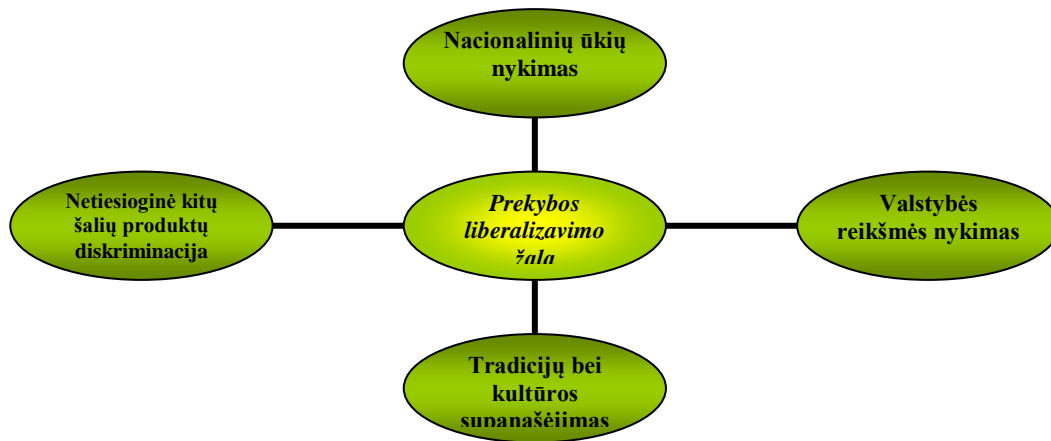 Nacionalinių ūkių
nykimas
Netiesioginė kitų
šalių produktų
diskriminacija
Prekybos
liberalizavimo
žala
Valstybės
reikšmės nykimas
Tradicijų bei
kultūros
supanašėjimas